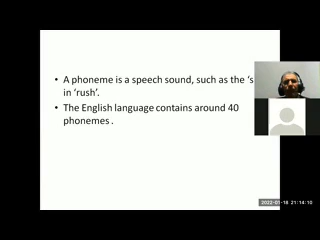 • A phoneme is a speech sound, such as the ‘s
in ‘rush’.
• The English language contains around 40
phonemes .
2022-01-18 21:14:10